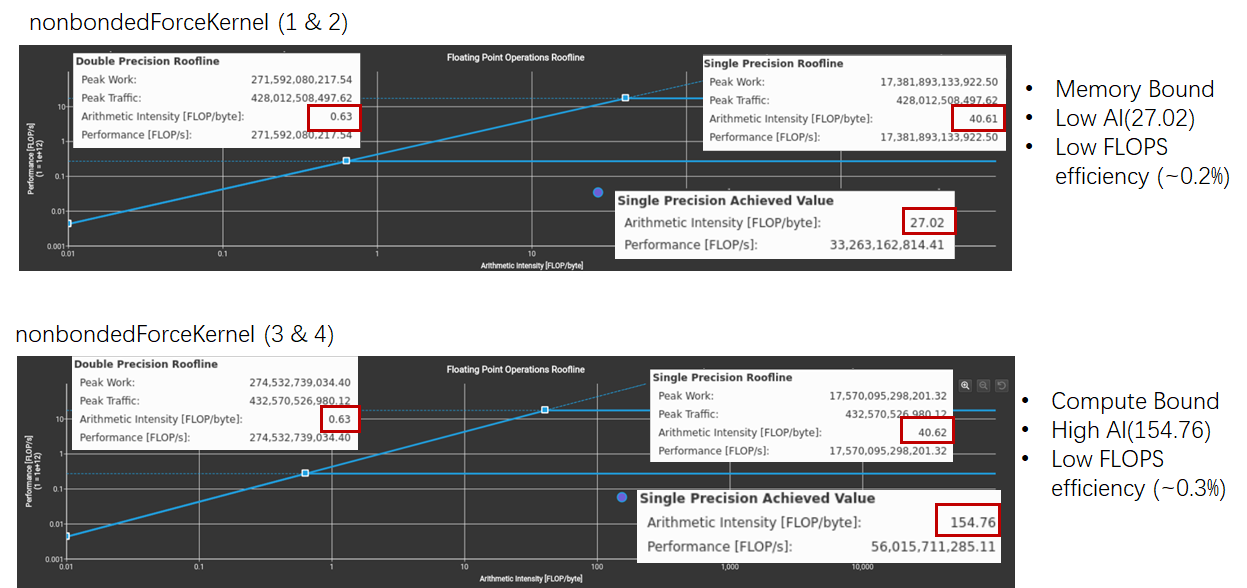 nonbondedForceKernel (1 & 2)
Floating Point Operations Roofline
Double Precision Roofline
Peak Work: 271,592,080,217.54
Peak Traffic: 428,012,508,497.62
Arithmetic Intensity [FLOP/byte]: 0.63
Performance [FLOP/s]: 271,592,080,217.54
Single Precision Roofline
Peak Work: 17,381,893,133,922.50
Peak Traffic: 428,012,508,497.62
Arithmetic Intensity [FLOP/byte]: 40.61
Performance [FLOP/s]: 17,381,893,133,922.50
Single Precision Achieved Value
Arithmetic Intensity [FLOP/byte]: 27.02
Performance [FLOP/s]: 33,263,162,814.41
Performance [FLOP/s]
(1 = 1e+12)
10
1
0.1
0.01
0.001
0.01 0.1 1 10
Arithmetic Intensity [FLOP/byte]
• Memory Bound
• Low AI(27.02)
• Low FLOPS
efficiency (~0.2%)
nonbondedForceKernel (3 & 4)
Floating Point Operations Roofline
Double Precision Roofline
Peak Work: 274,532,739,034.40
Peak Traffic: 432,570,526,980.12
Arithmetic Intensity [FLOP/byte]: 0.63
Performance [FLOP/s]: 274,532,739,034.40
Single Precision Roofline
Peak Work: 17,570,095,298,201.32
Peak Traffic: 432,570,526,980.12
Arithmetic Intensity [FLOP/byte]: 40.62
Performance [FLOP/s]: 17,570,095,298,201.32
Single Precision Achieved Value
Arithmetic Intensity [FLOP/byte]: 154.76
Performance [FLOP/s]: 56,015,711,285.11
Performance [FLOP/s]
(1 = 1e+12)
10
1
0.1
0.01
0.001
0.01 0.1 1 10 100 1,000 10,000
Arithmetic Intensity [FLOP/byte]
• Compute Bound
• High AI(154.76)
• Low FLOPS
efficiency (~0.3%)